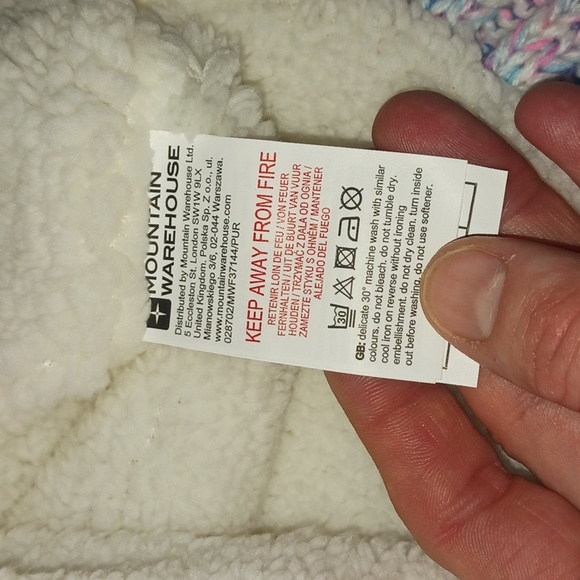 MOUNTAIN
WAREHOUSE
Distributed by Mountain Warehouse Ltd.
5 Eccleston St. London SW1W 9LX
United Kingdom. Polska Sp. Z o.o., ul.
Mianowskiego 3/6, 02-044 Warszawa.
www.mountainwarehouse.com
028702/MWF37144/PUR
KEEP AWAY FROM FIRE
RETENIR LOIN DE FEU / VON FEUER
FERNHALTEN / UIT DE BUURT VAN VUUR
HOUDEN / TRZYMAĆ Z DALA OD OGNIA /
ZAMEZTE STYKU S OHNĚM / MANTENER
ALEJADO DEL FUEGO
30
GB: delicate 30° machine wash with similar
colours. do not bleach. do not tumble dry.
cool iron on reverse without ironing
embellishment. do not dry clean. turn inside
out before washing. do not use softener.